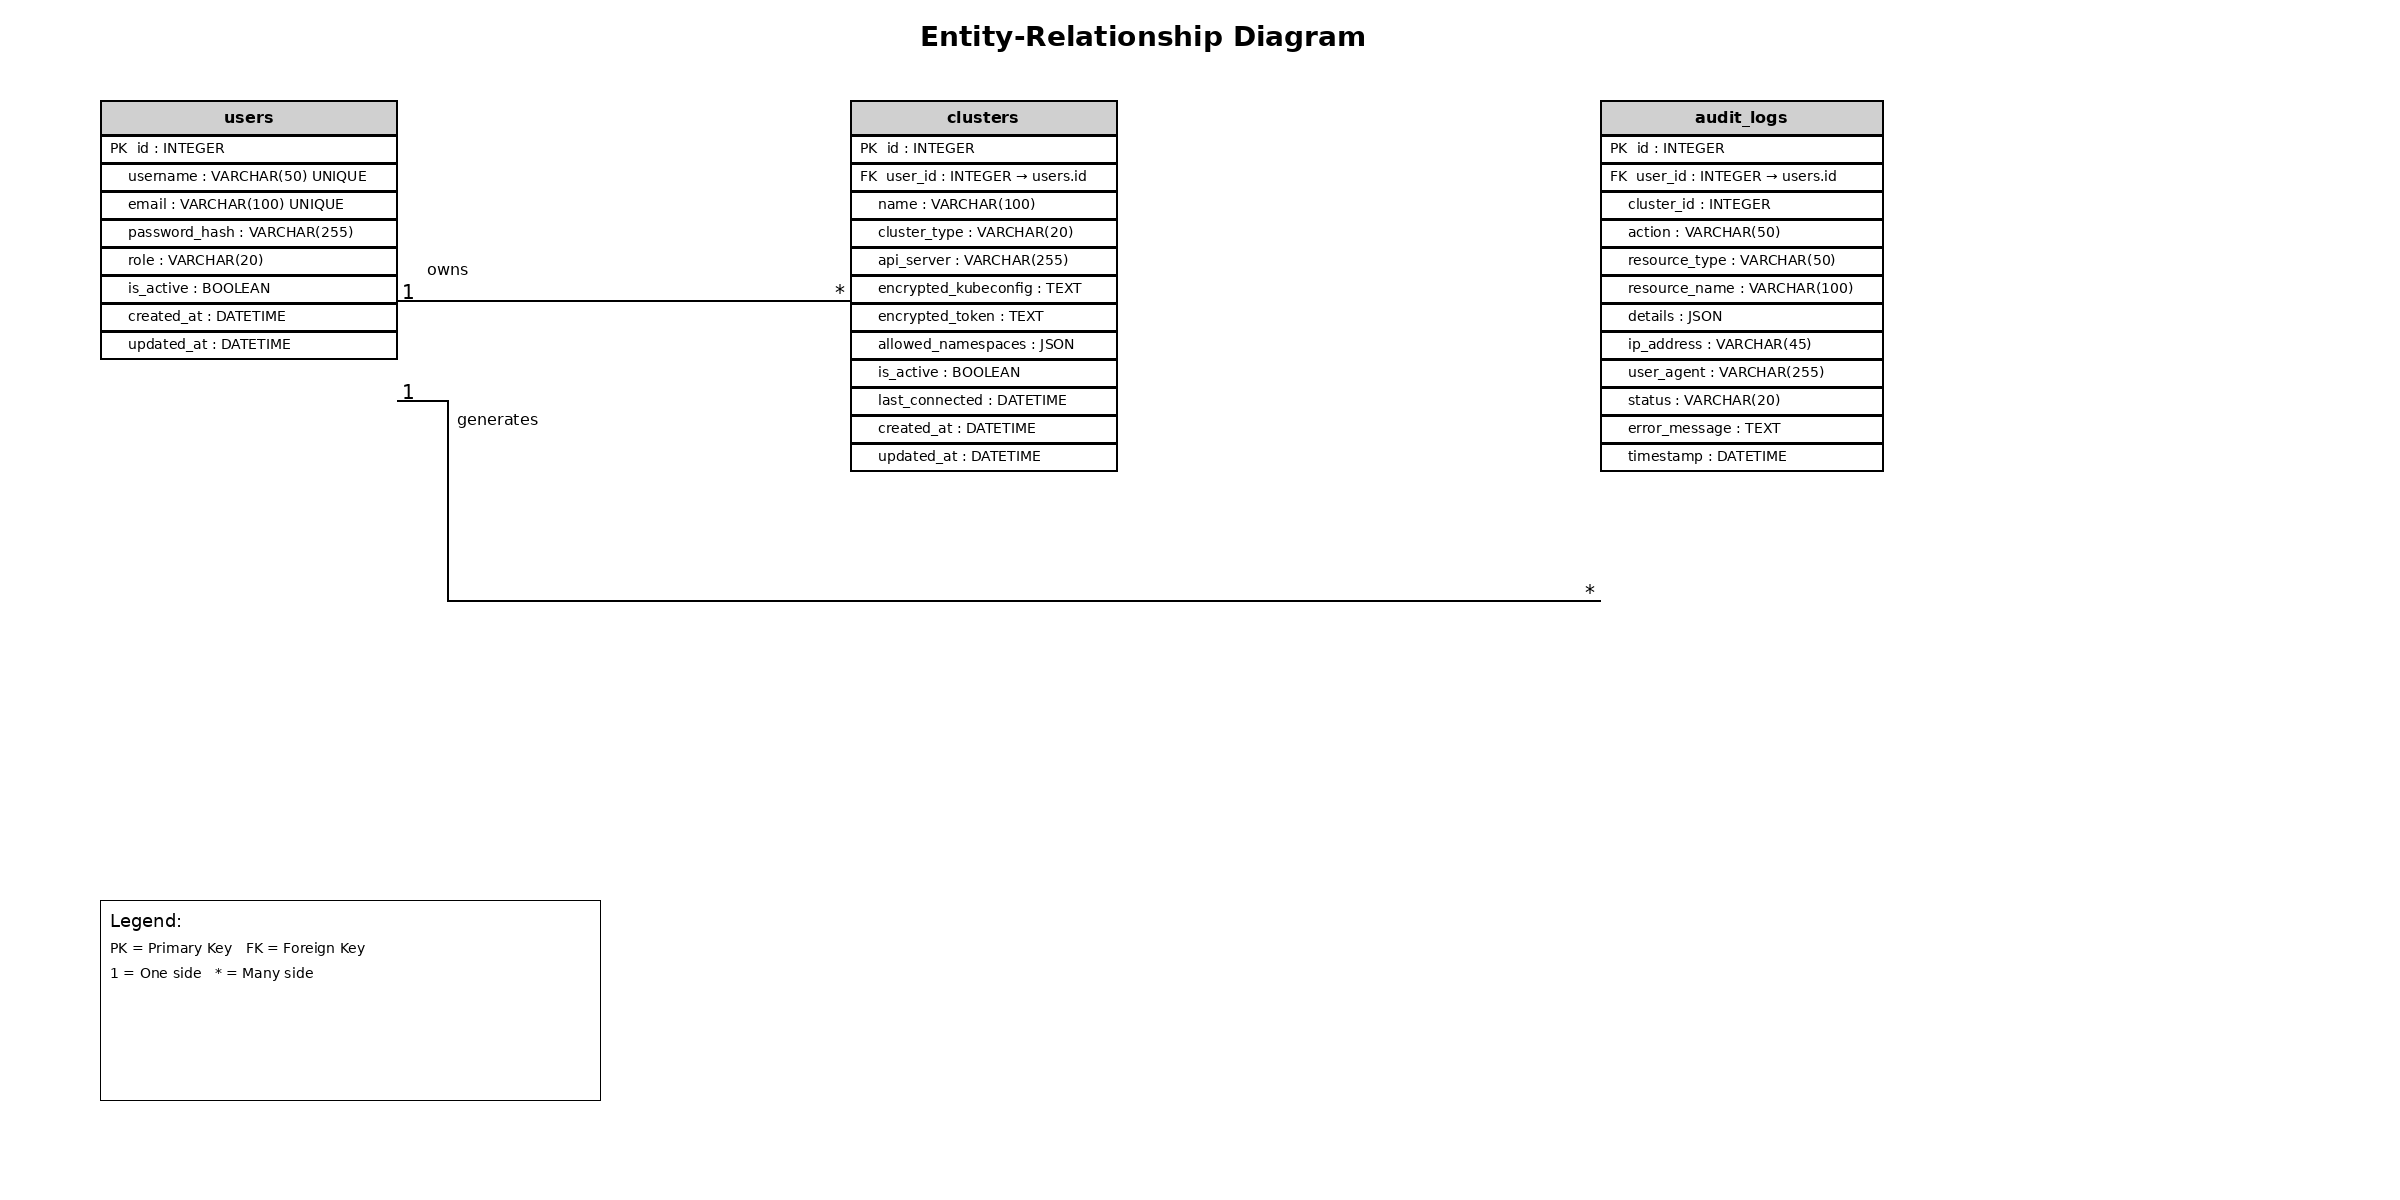 Entity-Relationship Diagram
users
PK id : INTEGER
username : VARCHAR(50) UNIQUE
email : VARCHAR(100) UNIQUE
password_hash : VARCHAR(255)
role : VARCHAR(20)
is_active : BOOLEAN
created_at : DATETIME
updated_at : DATETIME
owns
1
*
1
generates
*
clusters
PK id : INTEGER
FK user_id : INTEGER → users.id
name : VARCHAR(100)
cluster_type : VARCHAR(20)
api_server : VARCHAR(255)
encrypted_kubeconfig : TEXT
encrypted_token : TEXT
allowed_namespaces : JSON
is_active : BOOLEAN
last_connected : DATETIME
created_at : DATETIME
updated_at : DATETIME
audit_logs
PK id : INTEGER
FK user_id : INTEGER → users.id
cluster_id : INTEGER
action : VARCHAR(50)
resource_type : VARCHAR(50)
resource_name : VARCHAR(100)
details : JSON
ip_address : VARCHAR(45)
user_agent : VARCHAR(255)
status : VARCHAR(20)
error_message : TEXT
timestamp : DATETIME
Legend:
PK = Primary Key FK = Foreign Key
1 = One side * = Many side